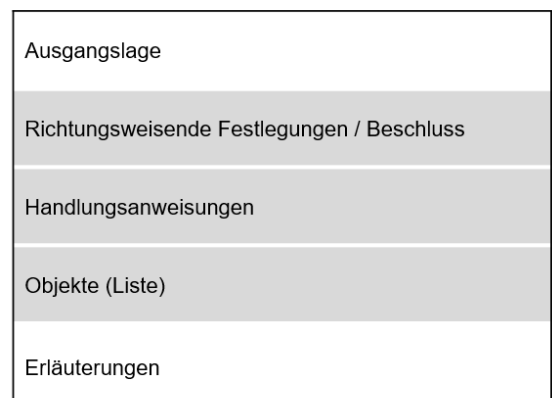 Ausgangslage
Richtungsweisende Festlegungen / Beschluss
Handlungsanweisungen
Objekte (Liste)
Erläuterungen